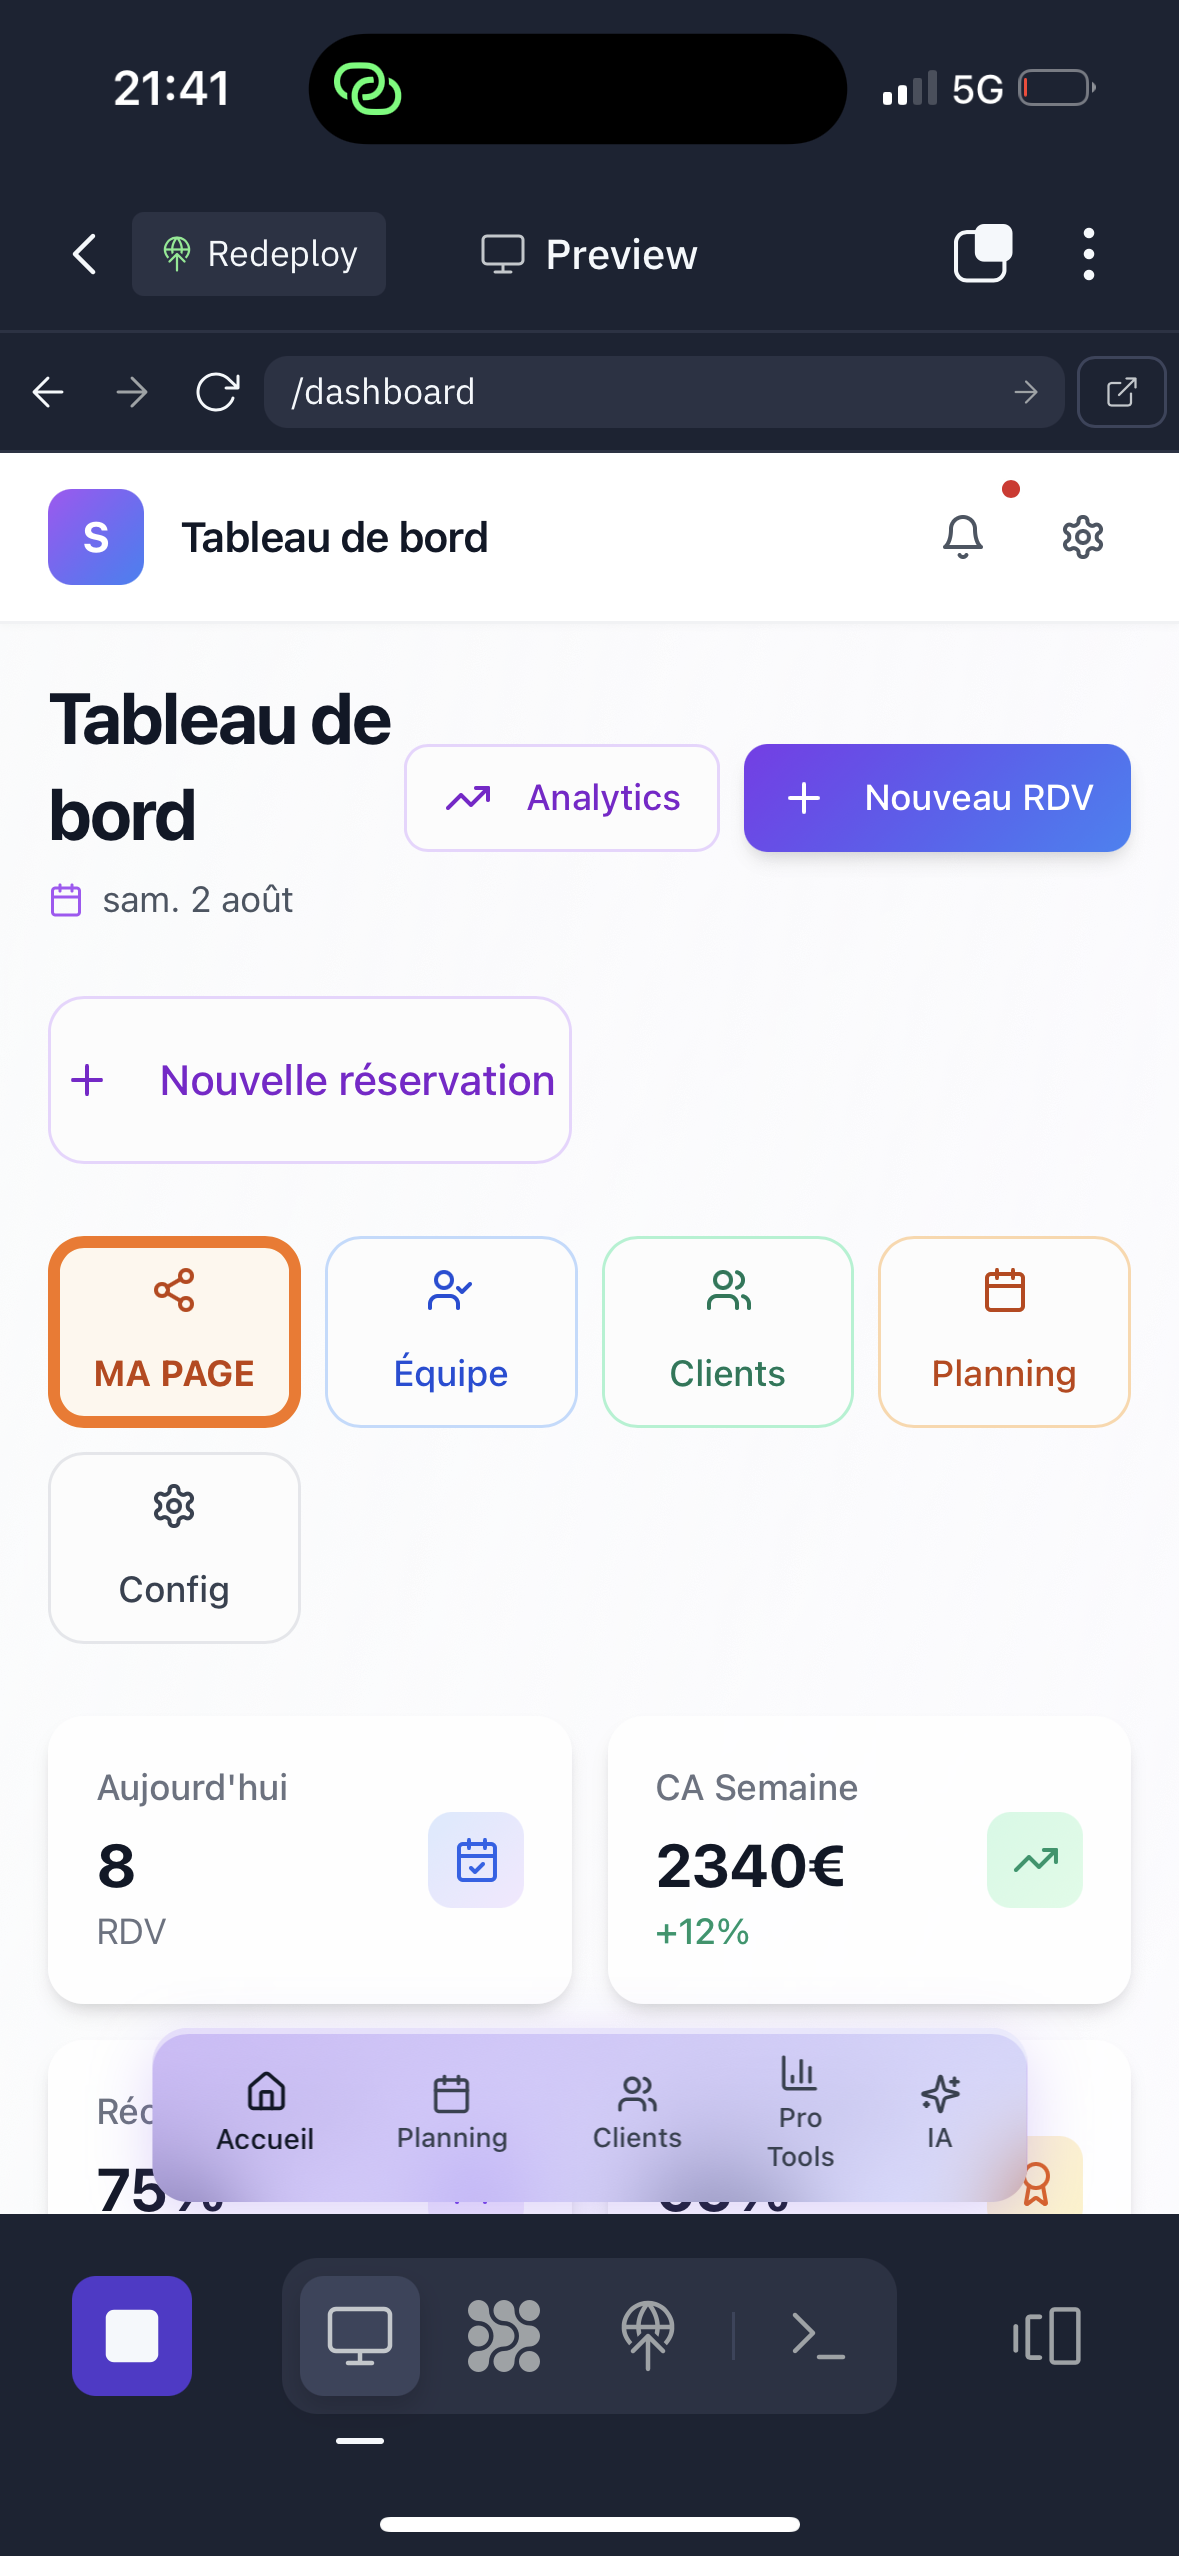 21:41
5G
Redeploy
Preview
/dashboard
S
Tableau de bord
Tableau de
bord
Analytics
Nouveau RDV
sam. 2 août
Nouvelle réservation
MA PAGE
Équipe
Clients
Planning
Config
Aujourd'hui
8
RDV
CA Semaine
2340€
+12%
Accueil
Planning
Clients
Pro
Tools
IA
75%